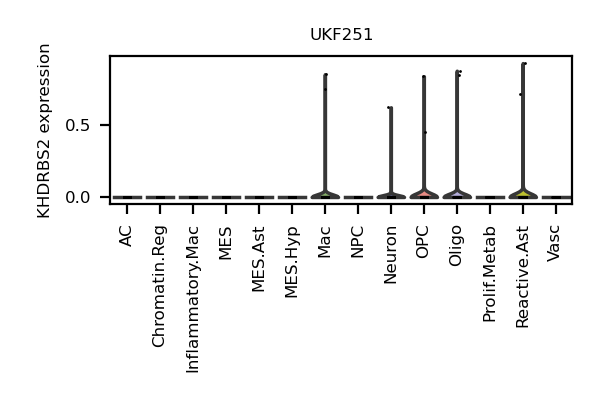 UKF251
KHDRBS2 expression
0.5
0.0
AC
Chromatin.Reg
Inflammatory.Mac
MES
MES.Ast
MES.Hyp
Mac
NPC
Neuron
OPC
Oligo
Prolif.Metab
Reactive.Ast
Vasc